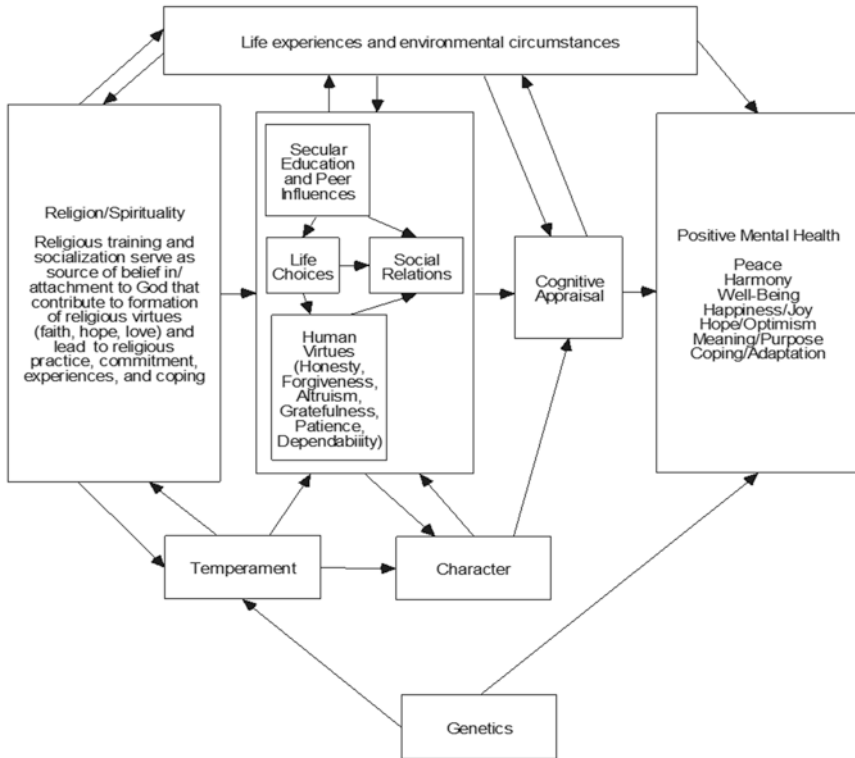 Life experiences and environmental circumstances
Religion/Spirituality
Religious training and
socialization serve as
source of belief in/
attachment to God that
contribute to formation
of religious virtues
(faith, hope, love) and
lead to religious
practice, commitment,
experiences, and coping
Secular
Education
and Peer
Influences
Life
Choices
Social
Relations
Human
Virtues
(Honesty,
Forgiveness,
Altruism,
Gratefulness,
Patience,
Dependability)
Cognitive
Appraisal
Positive Mental Health
Peace
Harmony
Well-Being
Happiness/Joy
Hope/Optimism
Meaning/Purpose
Coping/Adaptation
Temperament
Character
Genetics